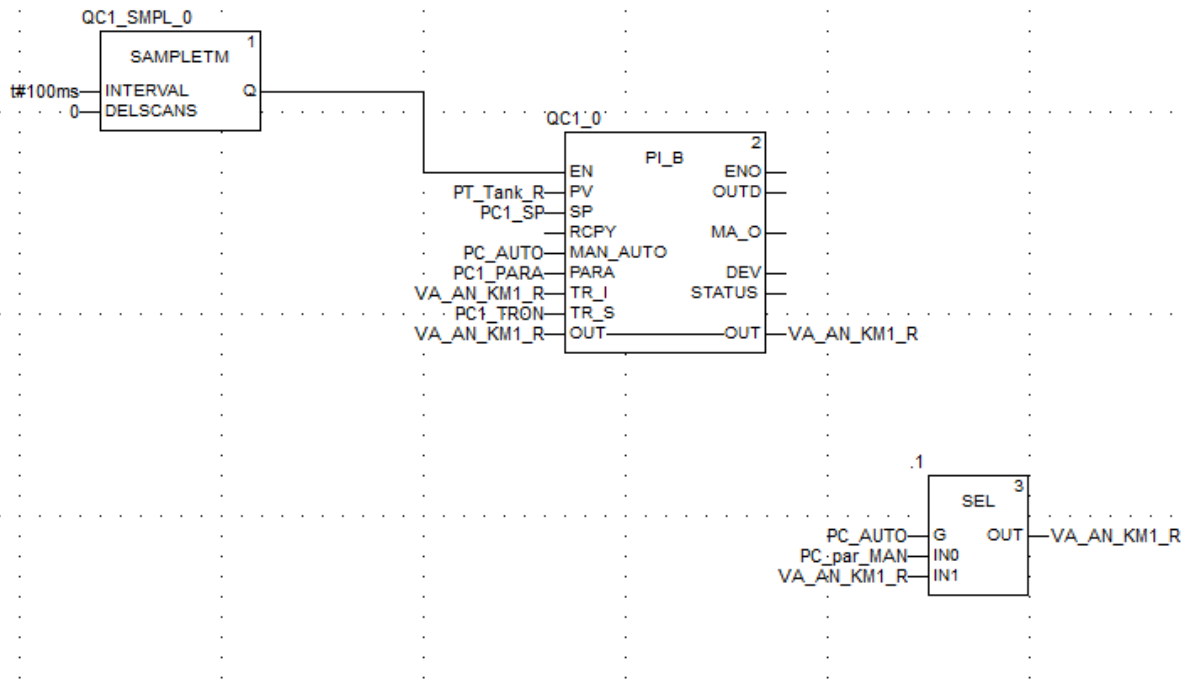 QC1_SMPL_0
1
SAMPLETM
t#100ms INTERVAL Q
0 DELSCANS
QC1_0
2
PI_B
EN ENO
PT_Tank_R PV OUTD
PC1_SP SP
RCPY MA_O
PC_AUTO MAN_AUTO
PC1_PARA PARA DEV
VA_AN_KM1_R TR_I STATUS
PC1_TRON TR_S
VA_AN_KM1_R OUT OUT VA_AN_KM1_R
.1
3
SEL
PC_AUTO G OUT VA_AN_KM1_R
PC_par_MAN IN0
VA_AN_KM1_R IN1